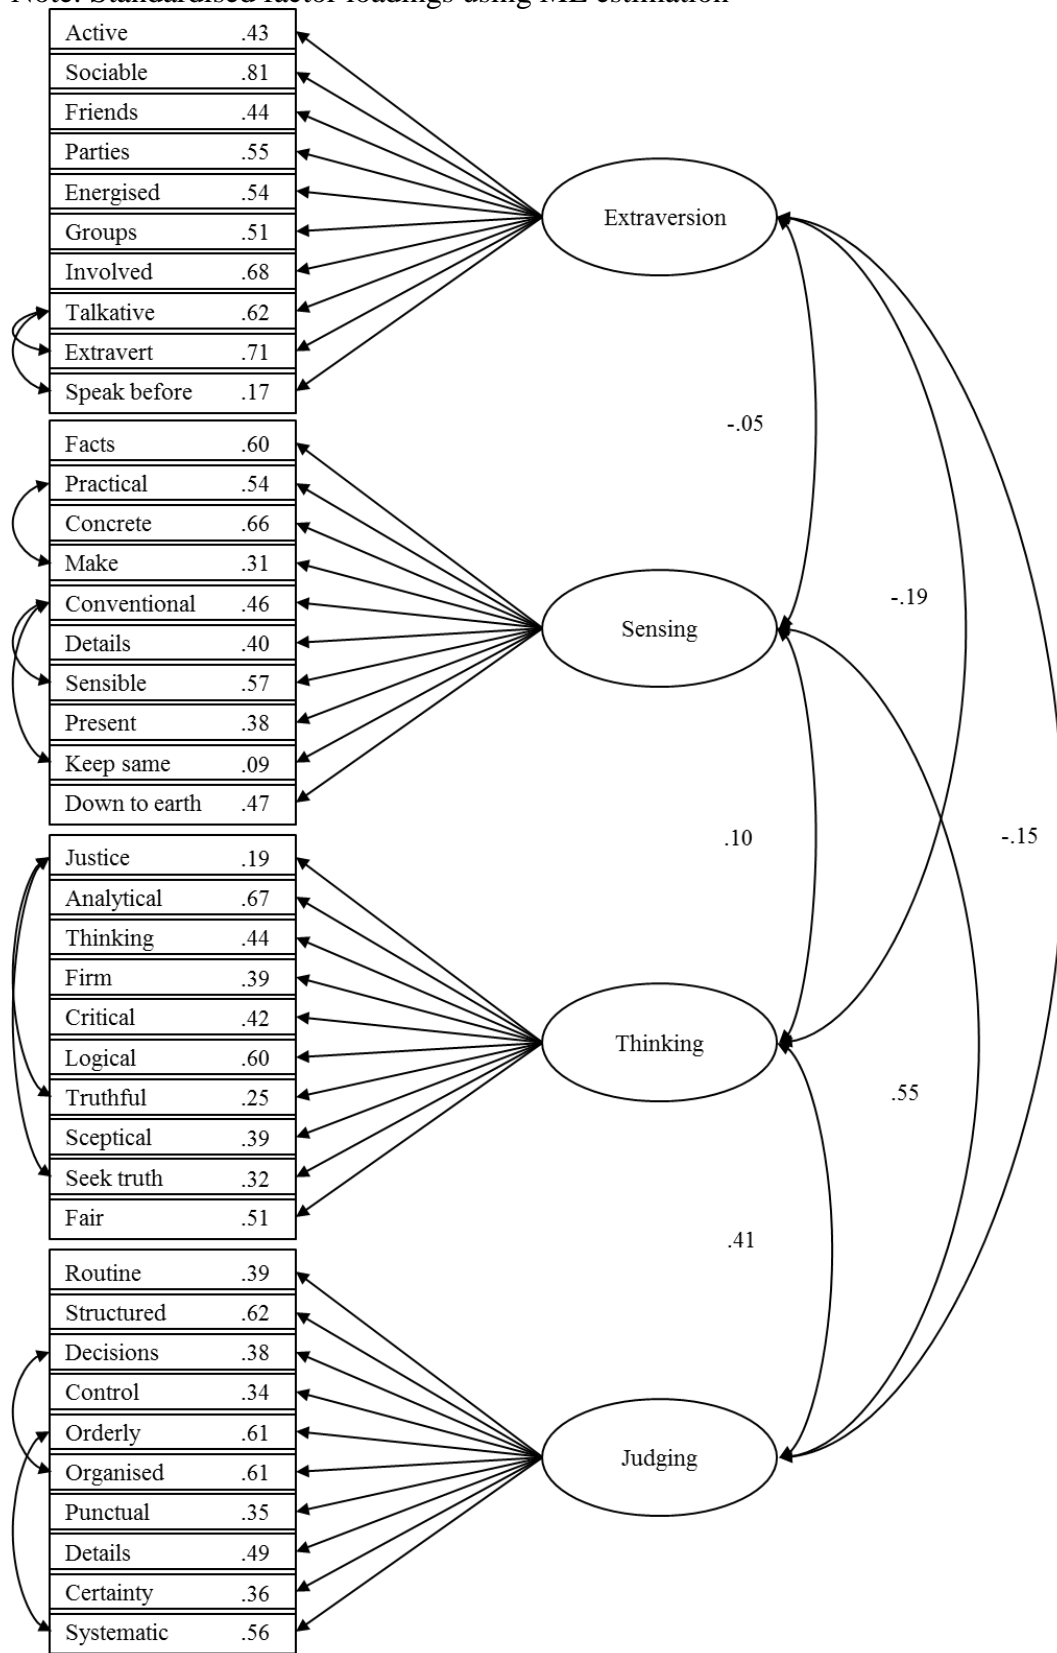 Note: Standardised factor loadings using ML estimation
Active .43
Sociable .81
Friends .44
Parties .55
Energised .54
Groups .51
Involved .68
Talkative .62
Extravert .71
Speak before .17
Extraversion
-.05
Facts .60
Practical .54
Concrete .66
Make .31
Conventional .46
Details .40
Sensible .57
Present .38
Keep same .09
Down to earth .47
Sensing
-.19
.10
-.15
Justice .19
Analytical .67
Thinking .44
Firm .39
Critical .42
Logical .60
Truthful .25
Sceptical .39
Seek truth .32
Fair .51
Thinking
.55
.41
Routine .39
Structured .62
Decisions .38
Control .34
Orderly .61
Organised .61
Punctual .35
Details .49
Certainty .36
Systematic .56
Judging